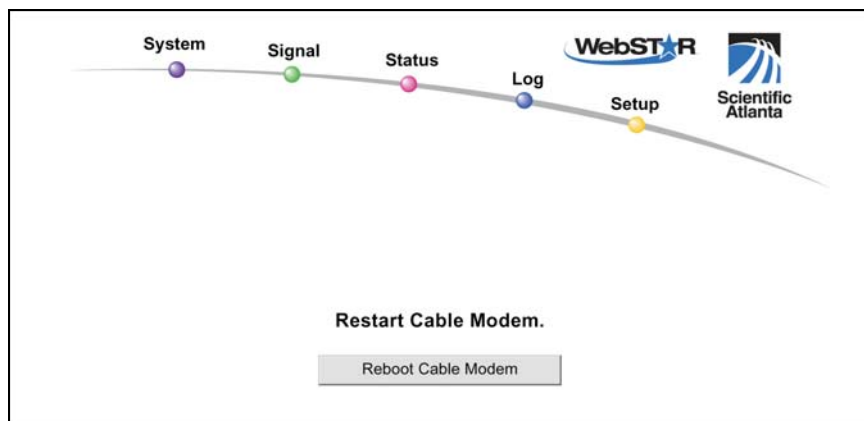 System
Signal
Status
Log
Setup
WebSTAR
Scientific
Atlanta
Restart Cable Modem.
Reboot Cable Modem